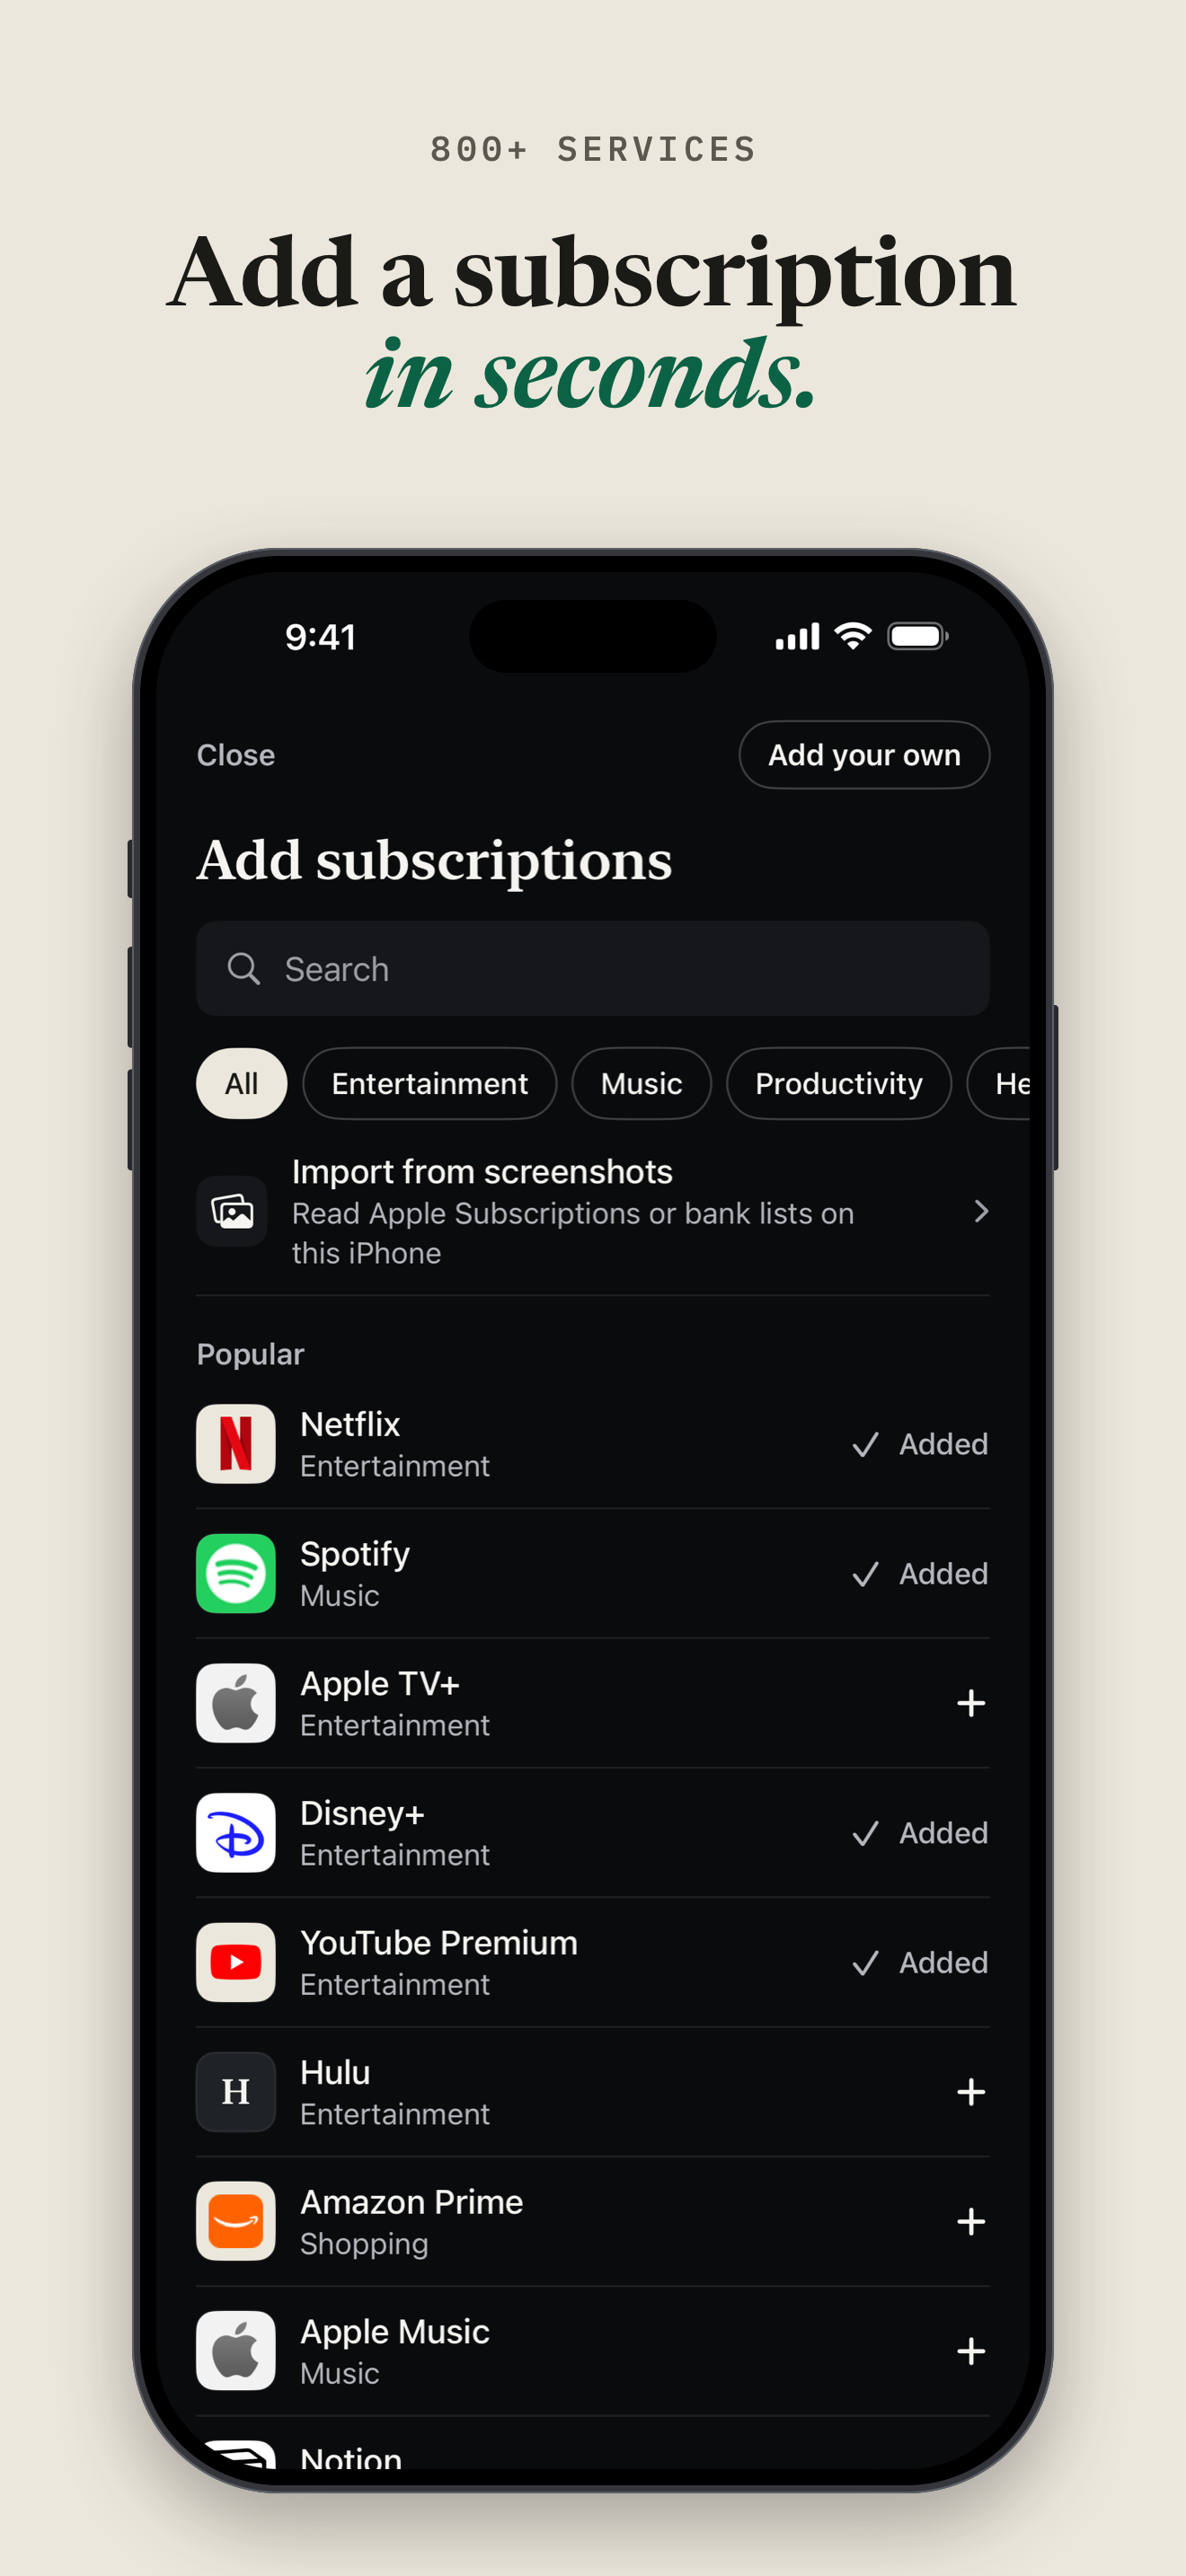 800+ SERVICES
Add a subscription
in seconds.
9:41
Close
Add your own
Add subscriptions
Search
All
Entertainment
Music
Productivity
He
Import from screenshots
Read Apple Subscriptions or bank lists on
this iPhone
Popular
Netflix
Entertainment
Added
Spotify
Music
Added
Apple TV+
Entertainment
Disney+
Entertainment
Added
YouTube Premium
Entertainment
Added
H
Hulu
Entertainment
Amazon Prime
Shopping
Apple Music
Music
Notion